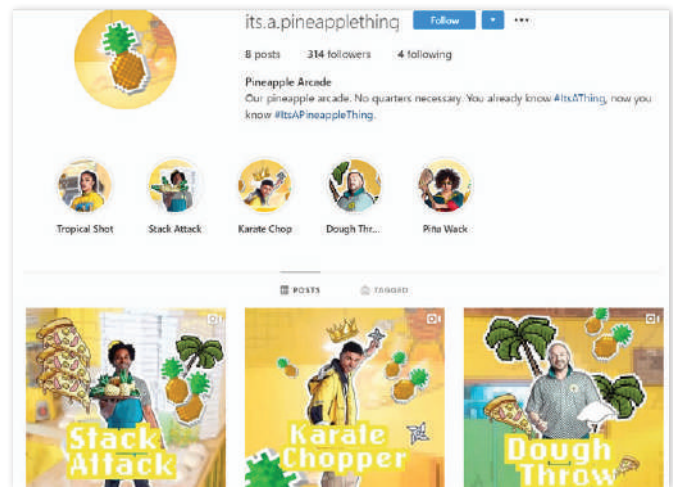 its.a.pineapplething Follow
8 posts 314 followers 4 following
Pineapple Arcade
Our pineapple arcade. No quarters necessary. You already know #ItsAThing, now you
know #ItsAPineappleThing.
Tropical Shot Stack Attack Karate Chop Dough Thr... Piña Wack
POSTS TAGGED
Stack
Attack
Karate
Chopper
Dough
Throw